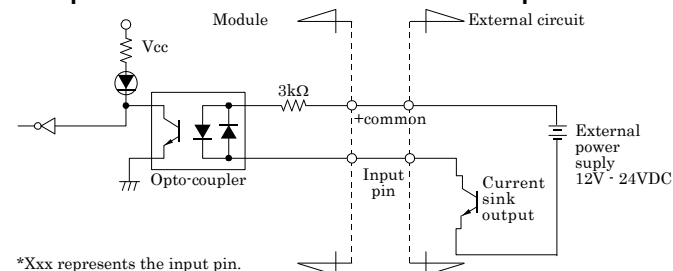 Module
External circuit
Vcc
3kΩ
+common
External
power
suply
12V - 24VDC
Opto-coupler
Input
pin
Current
sink
output
*Xxx represents the input pin.